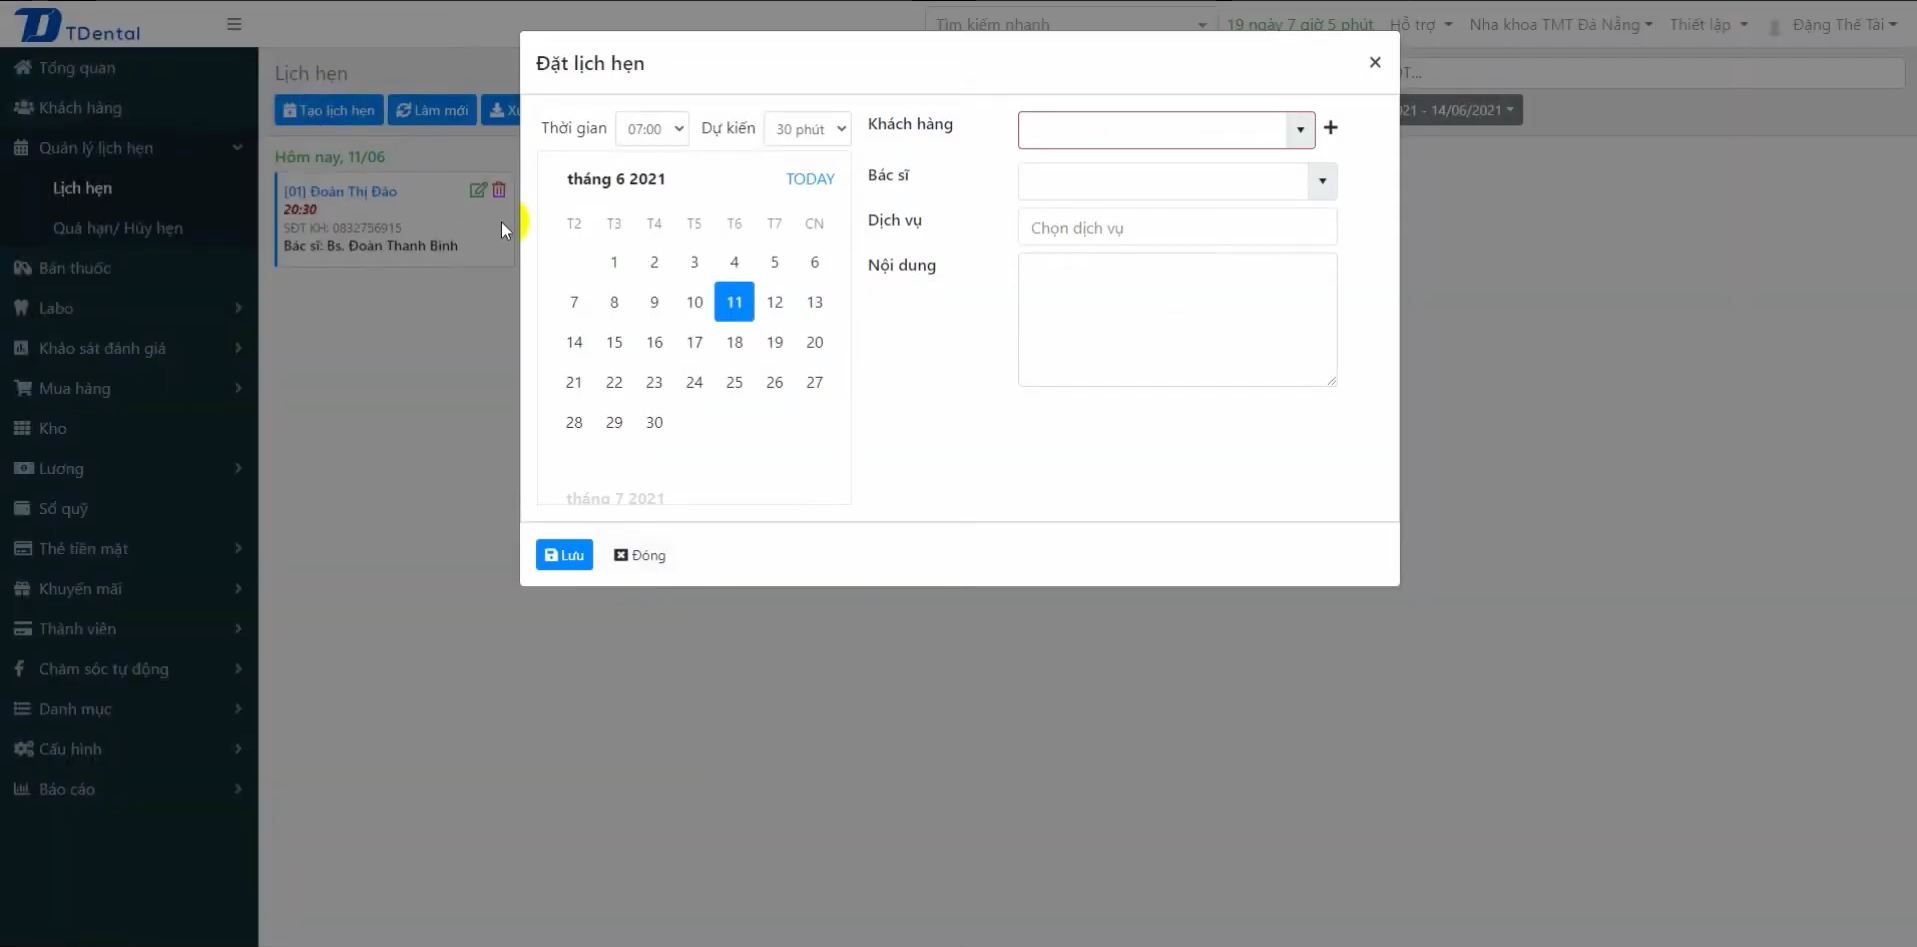 TDental
Tìm kiếm nhanh
19 ngày 7 giờ 5 phút
Hỗ trợ
Nha khoa TMT Đà Nẵng
Thiết lập
Đặng Thế Tài
Tổng quan
Khách hàng
Quản lý lịch hẹn
Lịch hẹn
Quá hạn/ Hủy hẹn
Bán thuốc
Labo
Khảo sát đánh giá
Mua hàng
Kho
Lương
Sổ quỹ
Thẻ tiền mặt
Khuyến mãi
Thành viên
Chăm sóc tự động
Danh mục
Cấu hình
Báo cáo
Lịch hẹn
Tạo lịch hẹn
Làm mới
Xu
T...
021 - 14/06/2021
Hôm nay, 11/06
[01] Đoàn Thị Đào
20:30
SĐT KH: 0832756915
Bác sĩ: Bs. Đoàn Thanh Bình
Đặt lịch hẹn
×
Thời gian 07:00 Dự kiến 30 phút
tháng 6 2021 TODAY
T2 T3 T4 T5 T6 T7 CN
1 2 3 4 5 6
7 8 9 10 11 12 13
14 15 16 17 18 19 20
21 22 23 24 25 26 27
28 29 30
tháng 7 2021
Khách hàng
Bác sĩ
Dịch vụ
Chọn dịch vụ
Nội dung
Lưu
Đóng